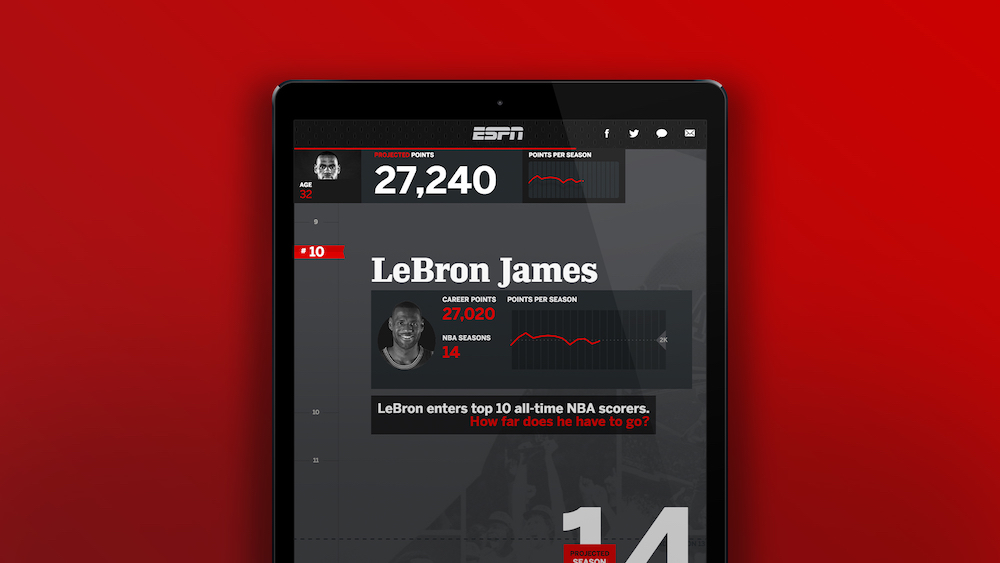 ESPN
AGE
32
PROJECTED POINTS
27,240
POINTS PER SEASON
9
# 10
LeBron James
CAREER POINTS
27,020
NBA SEASONS
14
POINTS PER SEASON
2K
LeBron enters top 10 all-time NBA scorers.
How far does he have to go?
10
11
14
PROJECTED
SEASON